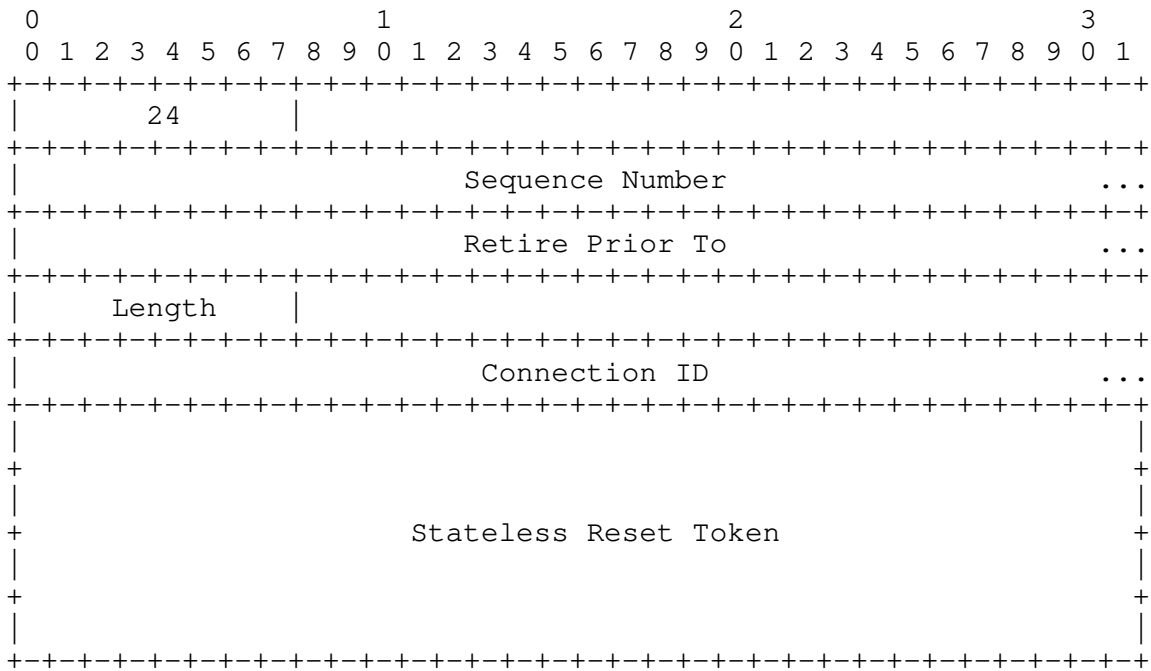 0                   1                   2                   3
0 1 2 3 4 5 6 7 8 9 0 1 2 3 4 5 6 7 8 9 0 1 2 3 4 5 6 7 8 9 0 1
+-+-+-+-+-+-+-+-+-+-+-+-+-+-+-+-+-+-+-+-+-+-+-+-+-+-+-+-+-+-+-+-+
|       24      |
+-+-+-+-+-+-+-+-+-+-+-+-+-+-+-+-+-+-+-+-+-+-+-+-+-+-+-+-+-+-+-+-+
|                         Sequence Number                     ...
+-+-+-+-+-+-+-+-+-+-+-+-+-+-+-+-+-+-+-+-+-+-+-+-+-+-+-+-+-+-+-+-+
|                         Retire Prior To                     ...
+-+-+-+-+-+-+-+-+-+-+-+-+-+-+-+-+-+-+-+-+-+-+-+-+-+-+-+-+-+-+-+-+
|     Length    |
+-+-+-+-+-+-+-+-+-+-+-+-+-+-+-+-+-+-+-+-+-+-+-+-+-+-+-+-+-+-+-+-+
|                          Connection ID                      ...
+-+-+-+-+-+-+-+-+-+-+-+-+-+-+-+-+-+-+-+-+-+-+-+-+-+-+-+-+-+-+-+-+
|                                                               |
+                                                               +
|                                                               |
+                      Stateless Reset Token                    +
|                                                               |
+                                                               +
|                                                               |
+-+-+-+-+-+-+-+-+-+-+-+-+-+-+-+-+-+-+-+-+-+-+-+-+-+-+-+-+-+-+-+-+